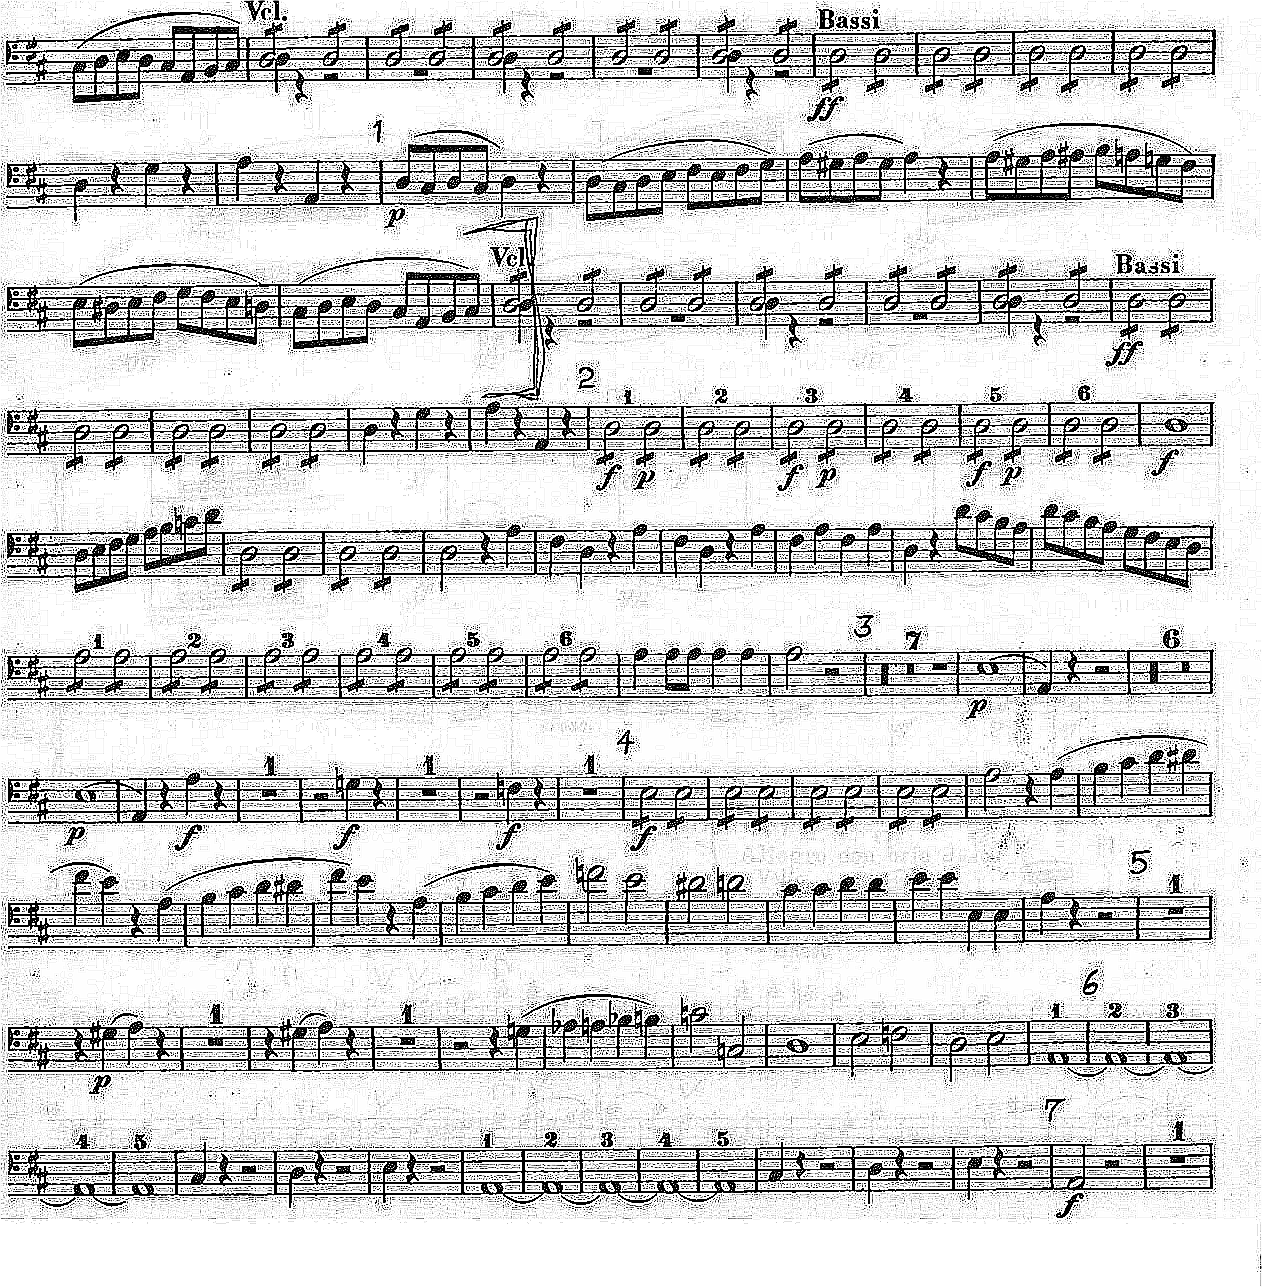 Vcl. Bassi
ff
1
p
Vcl. Bassi
ff
2 1 2 3 4 5 6
f p f p f p f
1 2 3 4 5 6 3 7 6
p
1 1 1 4
p f f f f
5 1
1 1 6 1 2 3
p
4 5 1 2 3 4 5 7 1
f